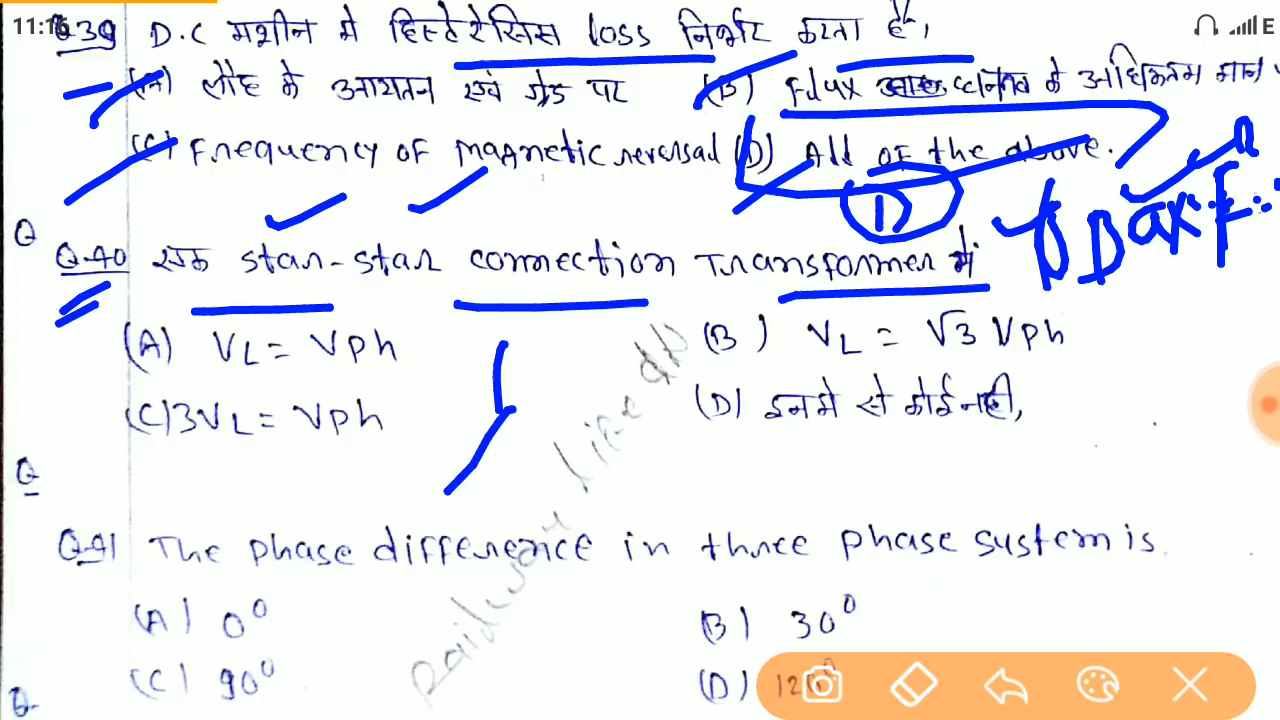 11:16 E
Q.39 D.C मशीन मे हिस्टेरेसिस loss निर्भर करता है,
(A) लौह के आयतन एवं ग्रेड पर (B) Flux के अधिकतम मान
(C) Frequency of magnetic reversal (D) All of the above.
D
Q
Q.40 एक star-star connection Transformer में
(A) VL = Vph (B) VL = √3 Vph
(C) 3VL = Vph (D) इनमे से कोई नही,
Q
Q.41 The phase difference in three phase system is.
(A) 0° (B) 30°
(C) 90° (D) 120°
Q